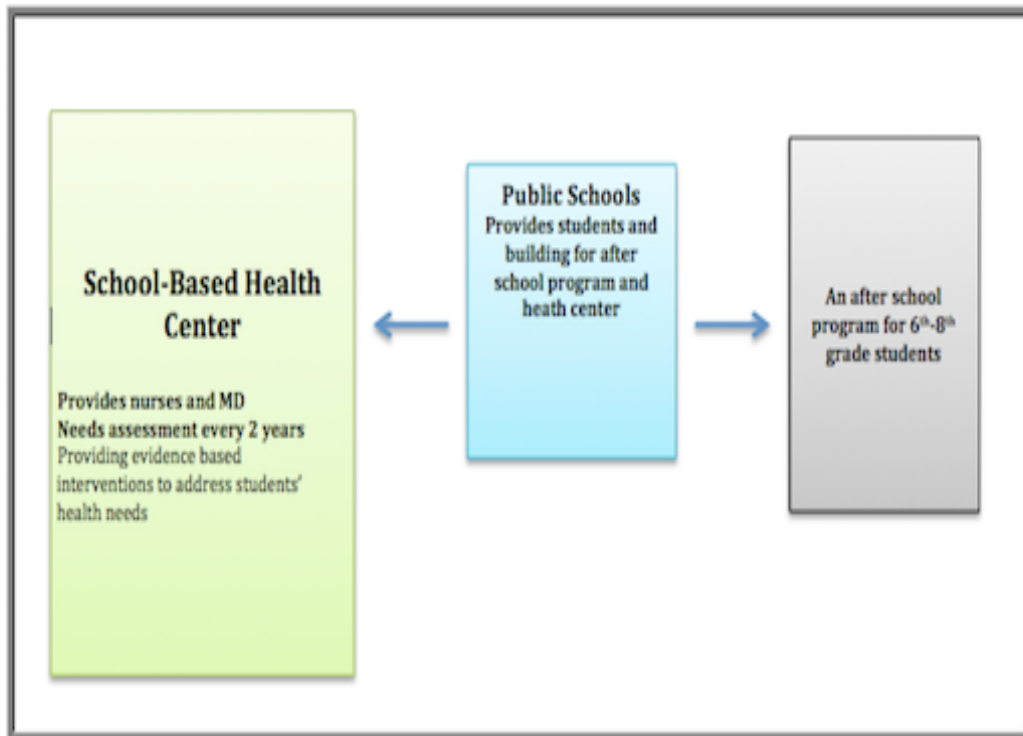 School-Based Health
Center
Provides nurses and MD
Needs assessment every 2 years
Providing evidence based
interventions to address students'
health needs
Public Schools
Provides students and
building for after
school program and
heath center
An after school
program for 6th-8th
grade students